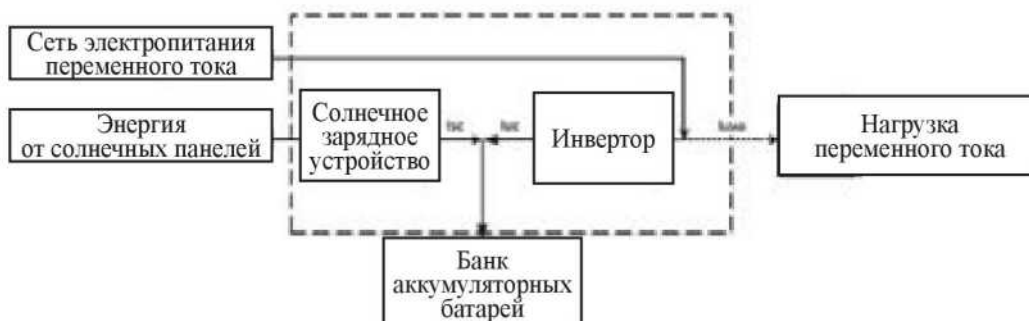 Сеть электропитания
переменного тока
Энергия
от солнечных панелей
Солнечное
зарядное
устройство
Инвертор
Нагрузка
переменного тока
Банк
аккумуляторных
батарей